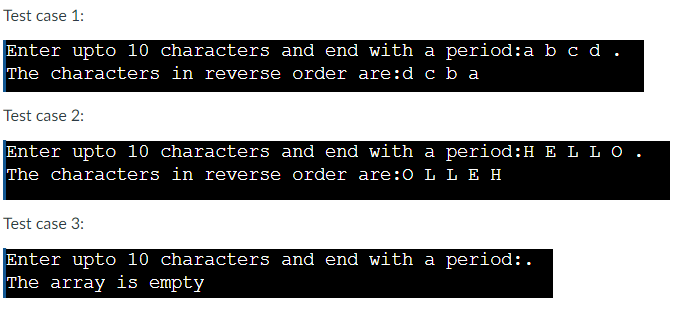 Test case 1:
Enter upto 10 characters and end with a period:a b c d .
The characters in reverse order are:d c b a
Test case 2:
Enter upto 10 characters and end with a period:H E L L O .
The characters in reverse order are:O L L E H
Test case 3:
Enter upto 10 characters and end with a period:.
The array is empty